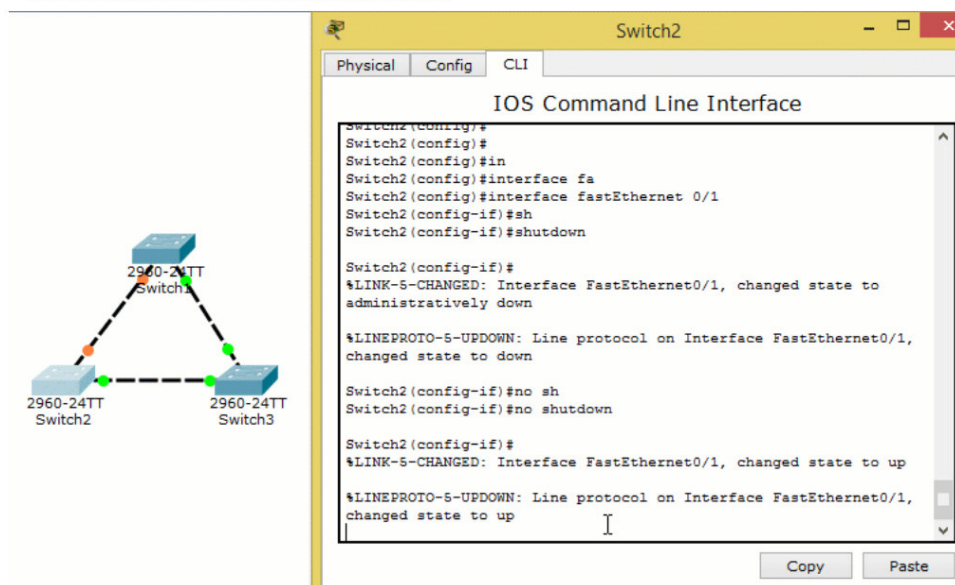 2960-24TT
Switch1
2960-24TT
Switch2
2960-24TT
Switch3
Switch2
Physical
Config
CLI
IOS Command Line Interface
Switch2(config)#
Switch2(config)#
Switch2(config)#in
Switch2(config)#interface fa
Switch2(config)#interface fastEthernet 0/1
Switch2(config-if)#sh
Switch2(config-if)#shutdown
Switch2(config-if)#
%LINK-5-CHANGED: Interface FastEthernet0/1, changed state to
administratively down
%LINEPROTO-5-UPDOWN: Line protocol on Interface FastEthernet0/1,
changed state to down
Switch2(config-if)#no sh
Switch2(config-if)#no shutdown
Switch2(config-if)#
%LINK-5-CHANGED: Interface FastEthernet0/1, changed state to up
%LINEPROTO-5-UPDOWN: Line protocol on Interface FastEthernet0/1,
changed state to up
Copy
Paste